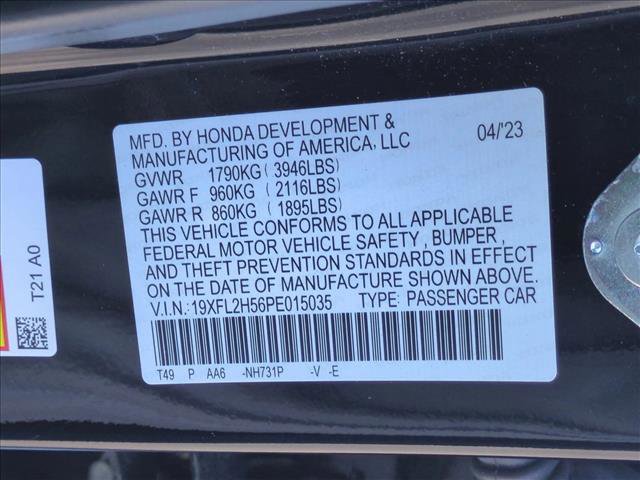 MFD. BY HONDA DEVELOPMENT &
MANUFACTURING OF AMERICA, LLC 04/'23
GVWR 1790KG ( 3946LBS)
GAWR F 960KG ( 2116LBS)
GAWR R 860KG ( 1895LBS)
THIS VEHICLE CONFORMS TO ALL APPLICABLE
FEDERAL MOTOR VEHICLE SAFETY , BUMPER ,
AND THEFT PREVENTION STANDARDS IN EFFECT
ON THE DATE OF MANUFACTURE SHOWN ABOVE.
V.I.N.:19XFL2H56PE015035 TYPE: PASSENGER CAR
T49 P AA6 -NH731P -V -E
T21 A0